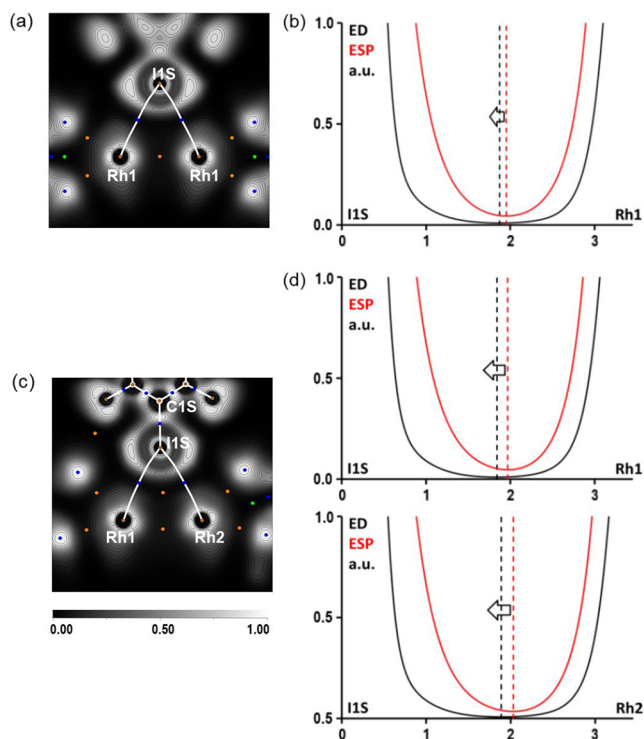 (a)
I1S
Rh1 Rh1
(b)
1.0
ED
ESP
a.u.
0.5
0.0
I1S Rh1
0 1 2 3
(c)
C1S
I1S
Rh1 Rh2
0.00 0.50 1.00
(d)
1.0
ED
ESP
a.u.
0.5
0.0
I1S Rh1
0 1 2 3
1.0
ED
ESP
a.u.
0.5
0.5
I1S Rh2
0 1 2 3